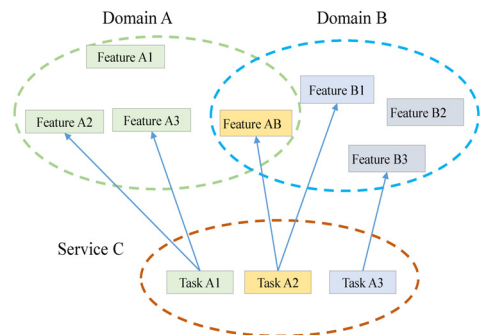 Domain A
Domain B
Feature A1
Feature B1
Feature A2
Feature A3
Feature AB
Feature B2
Feature B3
Service C
Task A1
Task A2
Task A3